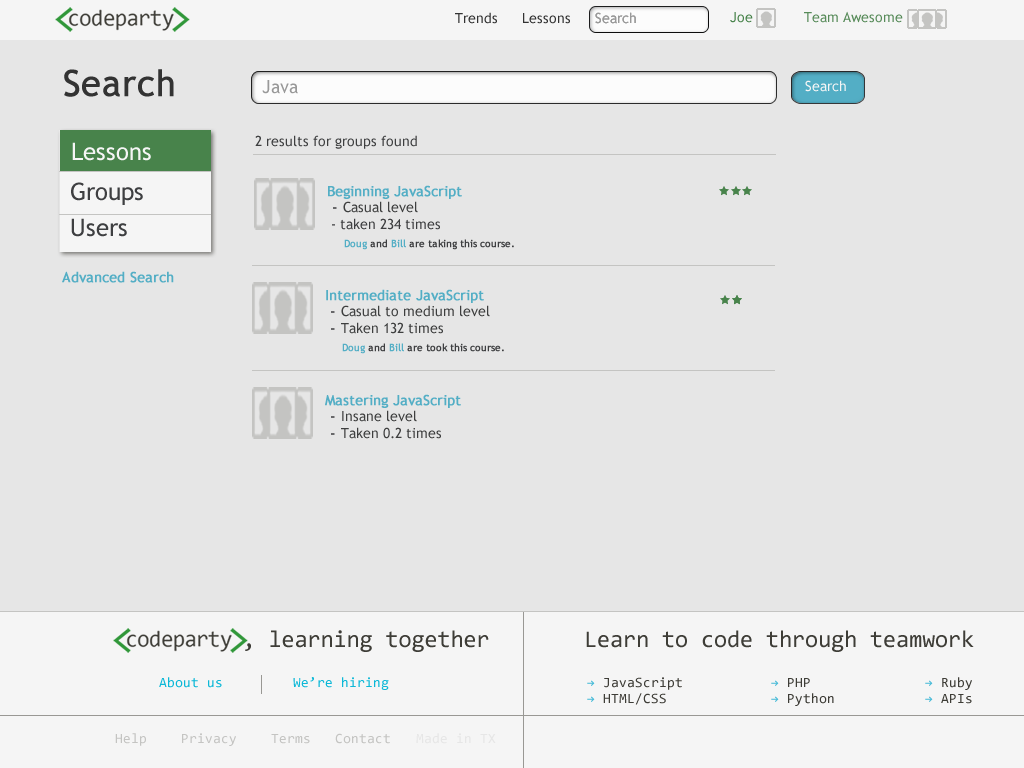 <codeparty>
Trends Lessons Search Joe Team Awesome
Search
Java
Search
Lessons
Groups
Users
Advanced Search
2 results for groups found
Beginning JavaScript
- Casual level
- taken 234 times
Doug and Bill are taking this course.
Intermediate JavaScript
- Casual to medium level
- Taken 132 times
Doug and Bill are took this course.
Mastering JavaScript
- Insane level
- Taken 0.2 times
<codeparty>, learning together
About us | We're hiring
Learn to code through teamwork
→ JavaScript → PHP → Ruby
→ HTML/CSS → Python → APIs
Help Privacy Terms Contact Made in TX